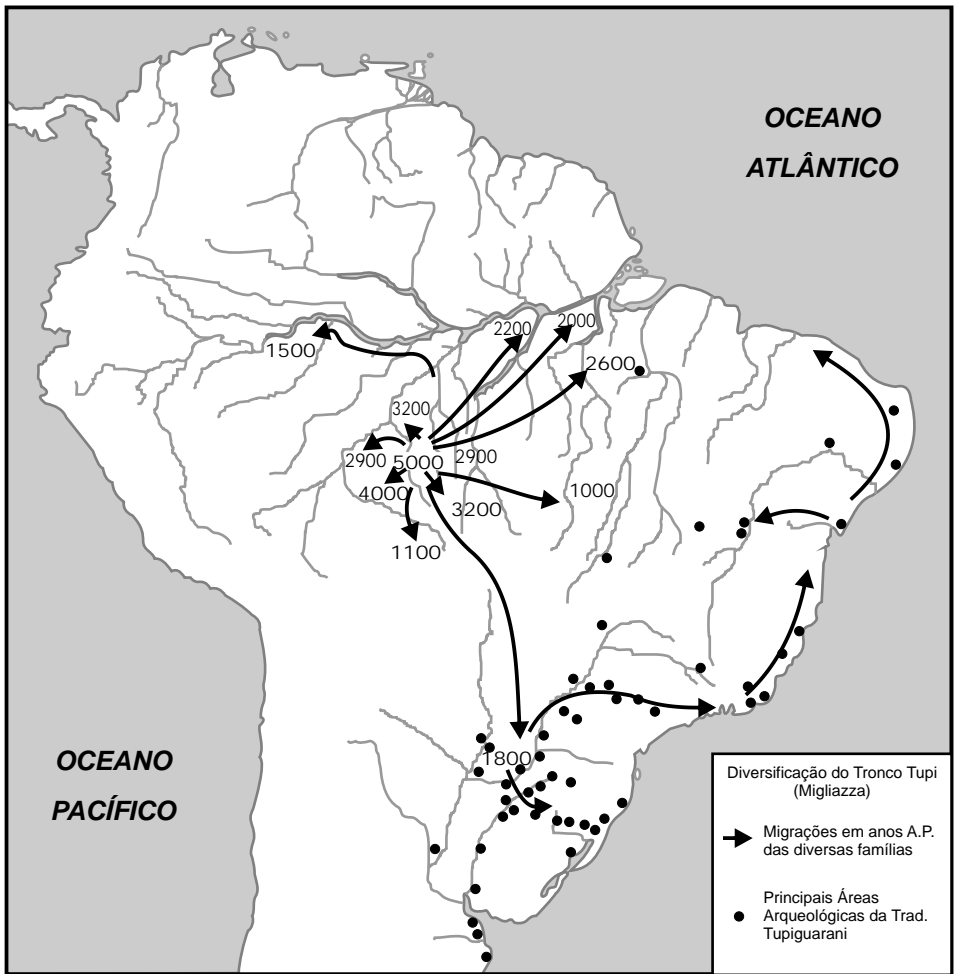 OCEANO
ATLÂNTICO
2200
2000
1500
2600
3200
2900
5000
2900
4000
3200
1000
1100
1800
OCEANO
PACÍFICO
Diversificação do Tronco Tupi
(Migliazza)
Migrações em anos A.P.
das diversas famílias
Principais Áreas
Arqueológicas da Trad.
Tupiguarani